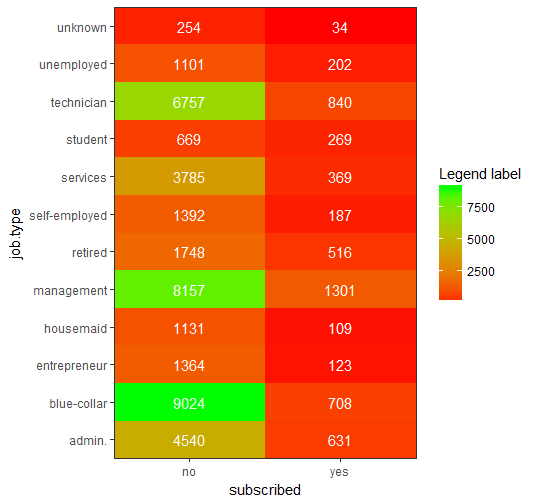 unknown 254 34
unemployed 1101 202
technician 6757 840
student 669 269
services 3785 369
self-employed 1392 187
retired 1748 516
management 8157 1301
housemaid 1131 109
entrepreneur 1364 123
blue-collar 9024 708
admin. 4540 631
no yes
subscribed
job.type
Legend label
7500
5000
2500